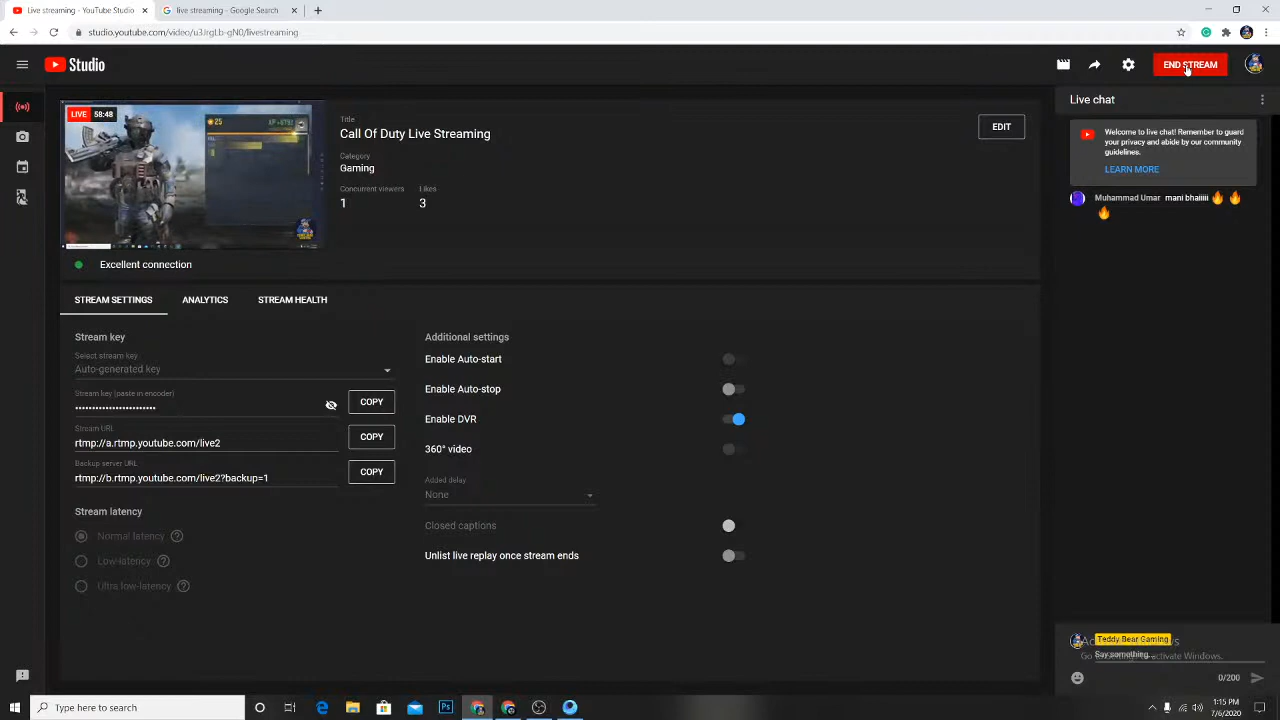 Live streaming - YouTube Studio
live streaming - Google Search
studio.youtube.com/video/u3JrgLb-gN0/livestreaming
Studio
END STREAM
LIVE 58:48
25
Title
Call Of Duty Live Streaming
EDIT
Category
Gaming
Concurrent viewers
Likes
1
3
Excellent connection
STREAM SETTINGS
ANALYTICS
STREAM HEALTH
Stream key
Select stream key
Auto-generated key
Stream key (paste in encoder)
COPY
Stream URL
rtmp://a.rtmp.youtube.com/live2
COPY
Backup server URL
rtmp://b.rtmp.youtube.com/live2?backup=1
COPY
Stream latency
Normal latency
Low-latency
Ultra low-latency
Additional settings
Enable Auto-start
Enable Auto-stop
Enable DVR
360° video
Added delay
None
Closed captions
Unlist live replay once stream ends
Live chat
Welcome to live chat! Remember to guard
your privacy and abide by our community
guidelines.
LEARN MORE
Muhammad Umar mani bhaiiiii 🔥 🔥
🔥
Teddy Bear Gaming
Say something...
activate Windows.
0/200
Type here to search
1:15 PM
7/6/2020